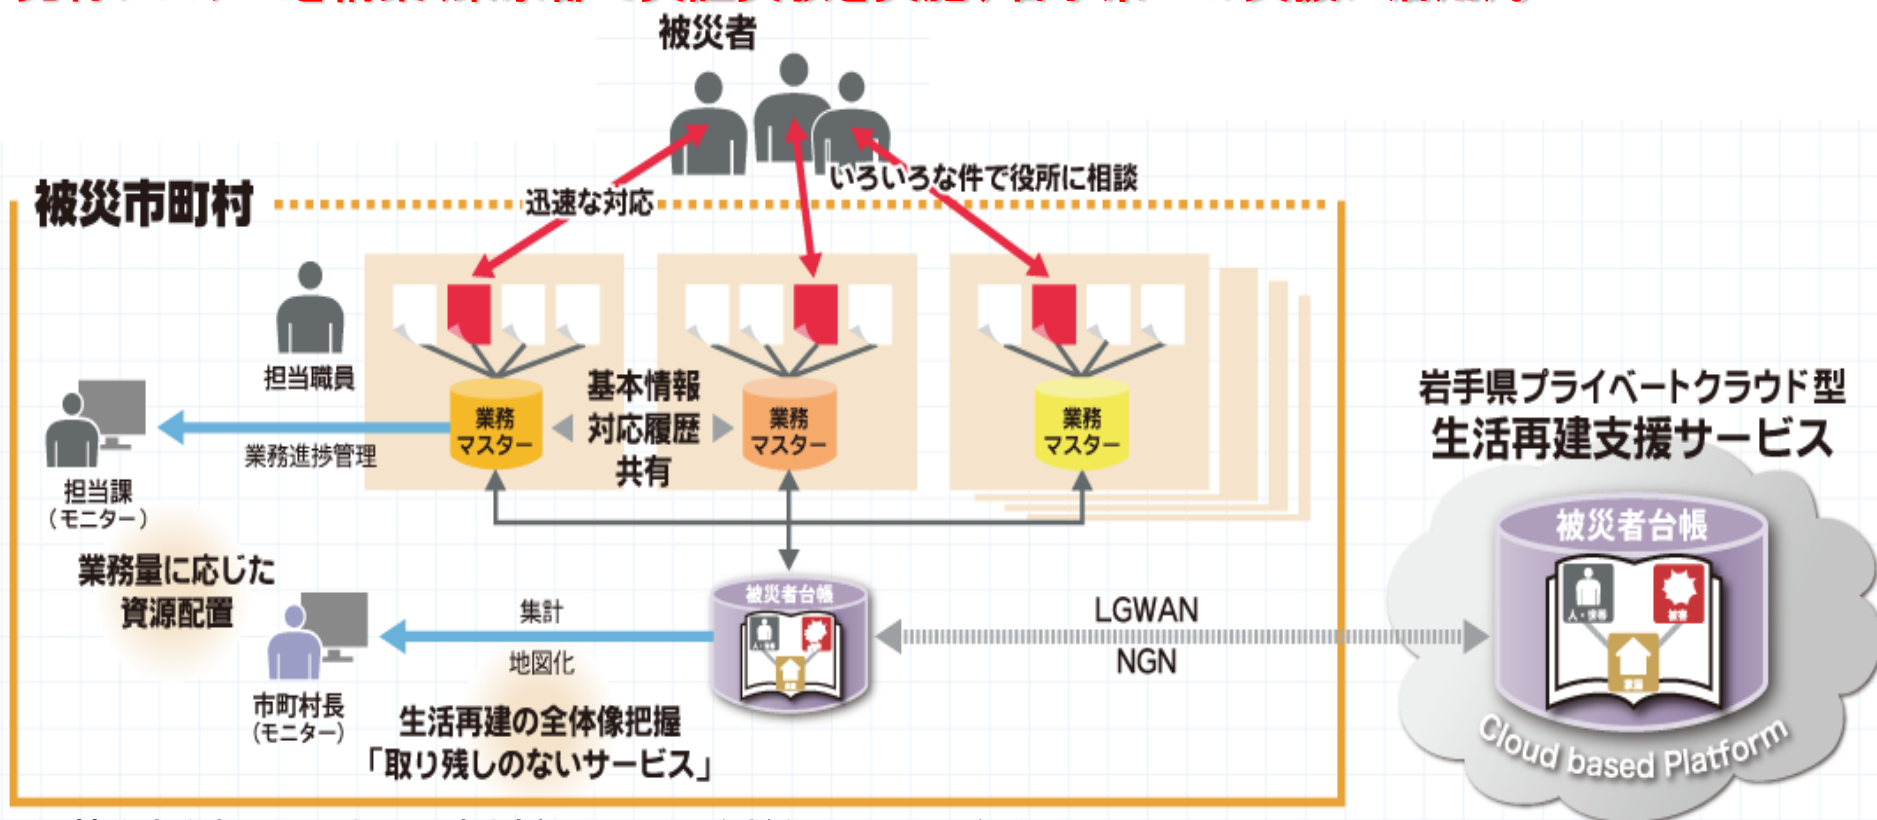 被災者
いろいろな件で役所に相談
迅速な対応
被災市町村
担当職員
基本情報
対応履歴
共有
業務
マスター
業務
マスター
業務
マスター
業務進捗管理
担当課
（モニター）
業務量に応じた
資源配置
岩手県プライベートクラウド型
生活再建支援サービス
被災者台帳
人・世帯
被害
家屋
Cloud based Platform
被災者台帳
LGWAN
NGN
集計
地図化
市町村長
（モニター）
生活再建の全体像把握
「取り残しのないサービス」